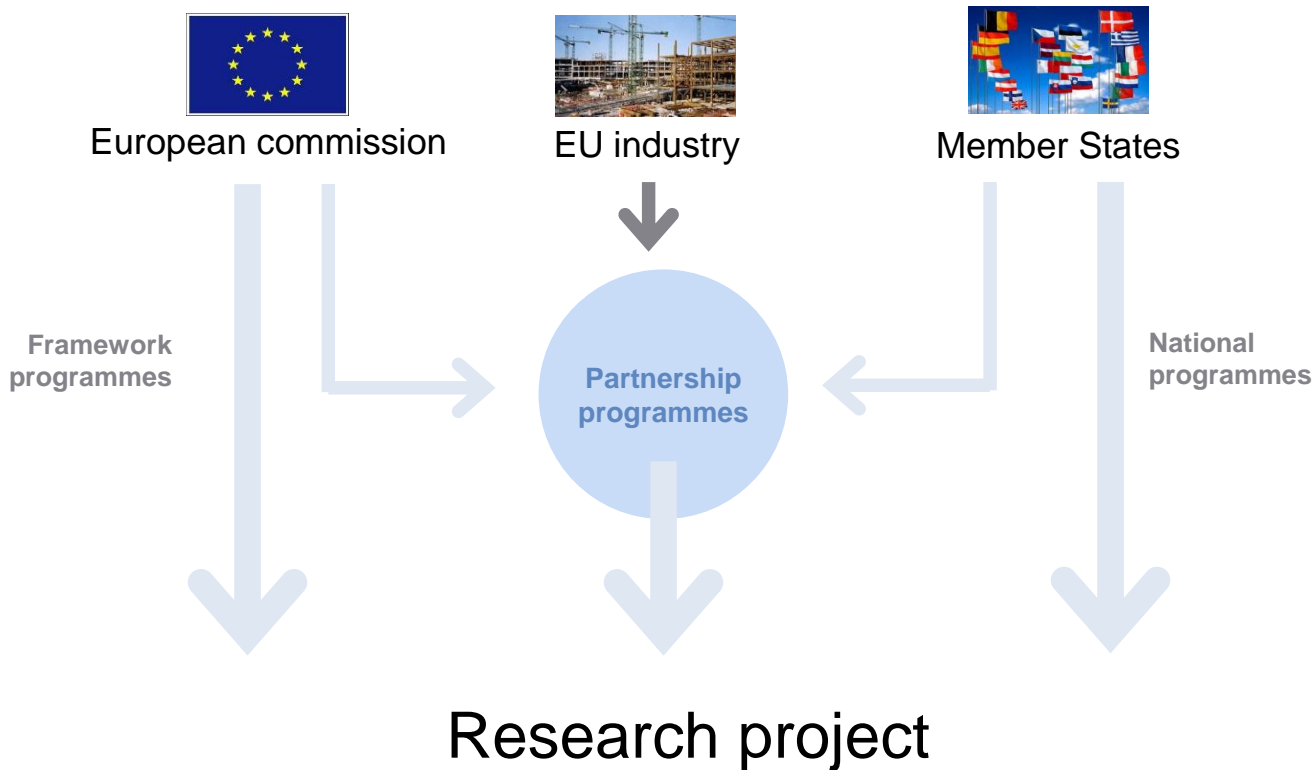 European commission
EU industry
Member States
Framework
programmes
Partnership
programmes
National
programmes
Research project